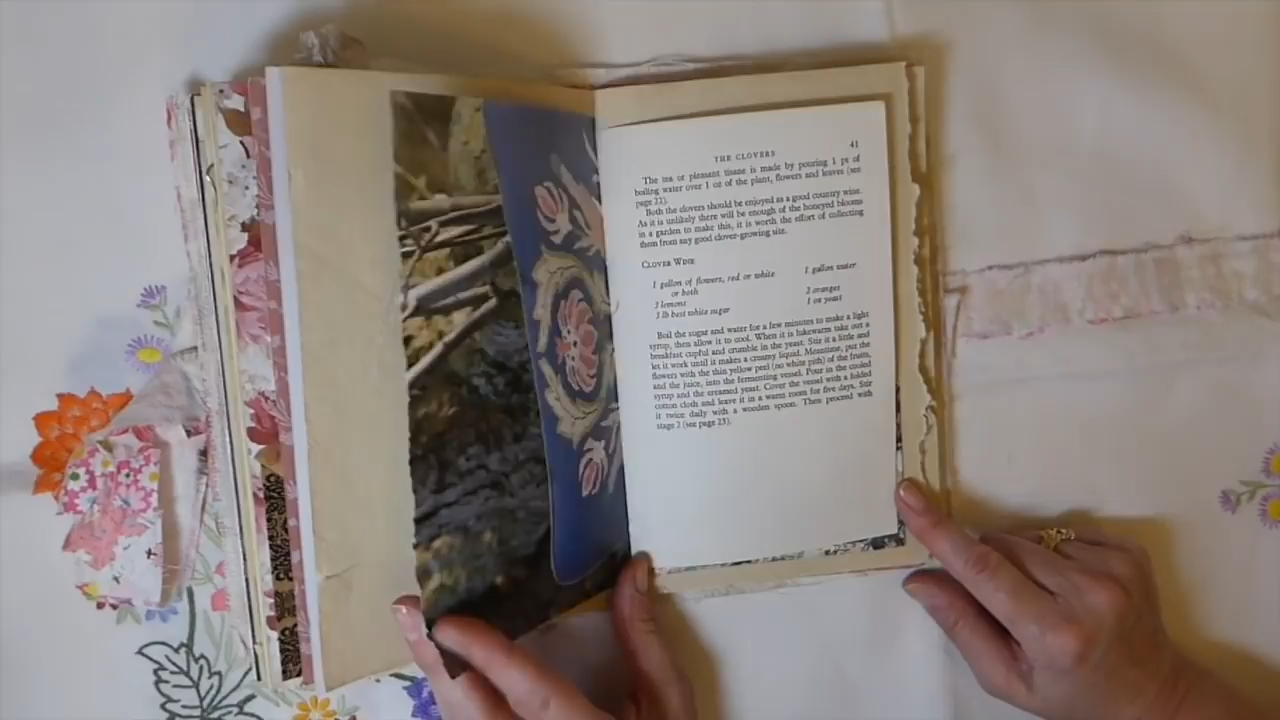 THE CLOVERS 41
The tea or pleasant tisane is made by pouring 1 pt of
boiling water over 1 oz of the plant, flowers and leaves (see
page 22).
Both the clovers should be enjoyed as a good country wine.
As it is unlikely there will be enough of the honeyed blooms
in a garden to make this, it is worth the effort of collecting
them from any good clover-growing site.
CLOVER WINE
1 gallon of flowers, red or white 1 gallon water
or both 2 oranges
3 lemons 1 oz yeast
3 lb best white sugar
Boil the sugar and water for a few minutes to make a light
syrup, then allow it to cool. When it is lukewarm take out a
breakfast cupful and crumble in the yeast. Stir it a little and
let it work until it makes a creamy liquid. Meantime, put the
flowers with the thin yellow peel (no white pith) of the fruits,
and the juice, into the fermenting vessel. Pour in the cooled
syrup and the creamed yeast. Cover the vessel with a folded
cotton cloth and leave it in a warm room for five days. Stir
it twice daily with a wooden spoon. Then proceed with
stage 2 (see page 23).